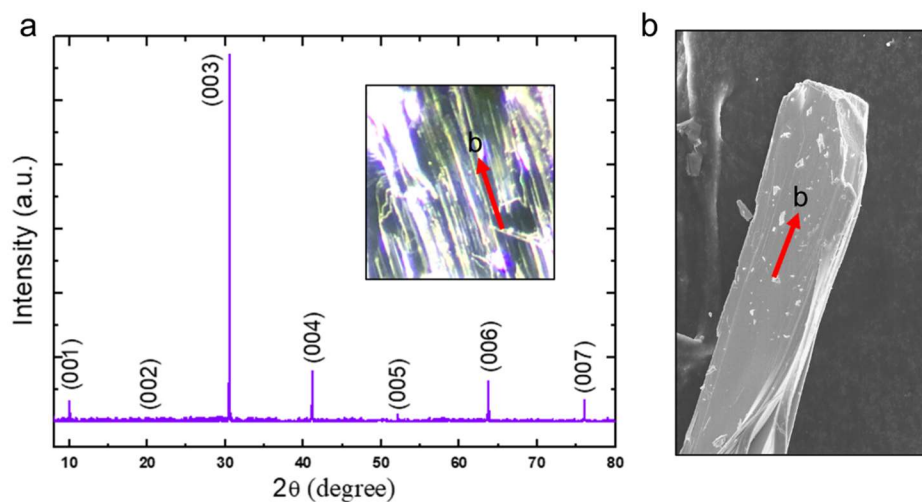 a
b
(003)
b
b
Intensity (a.u.)
(001)
(002)
(004)
(005)
(006)
(007)
10 20 30 40 50 60 70 80
2θ (degree)